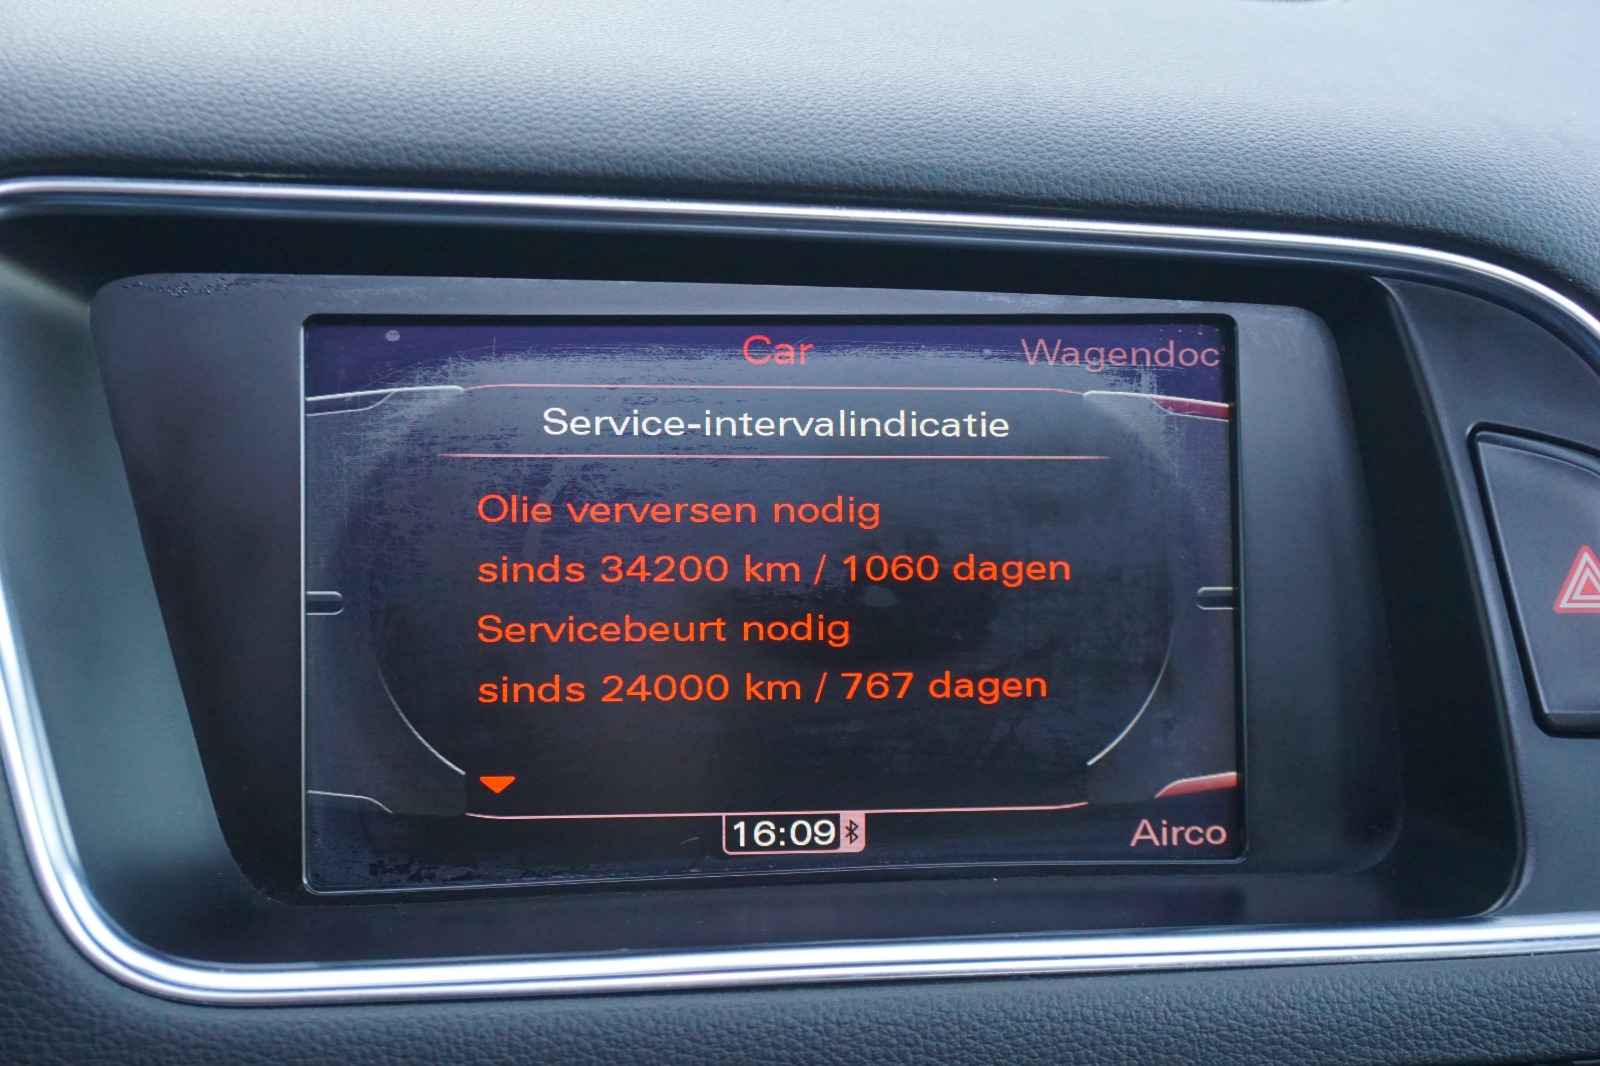 Car
Wagendoc
Service-intervalindicatie
Olie verversen nodig
sinds 34200 km / 1060 dagen
Servicebeurt nodig
sinds 24000 km / 767 dagen
16:09
Airco